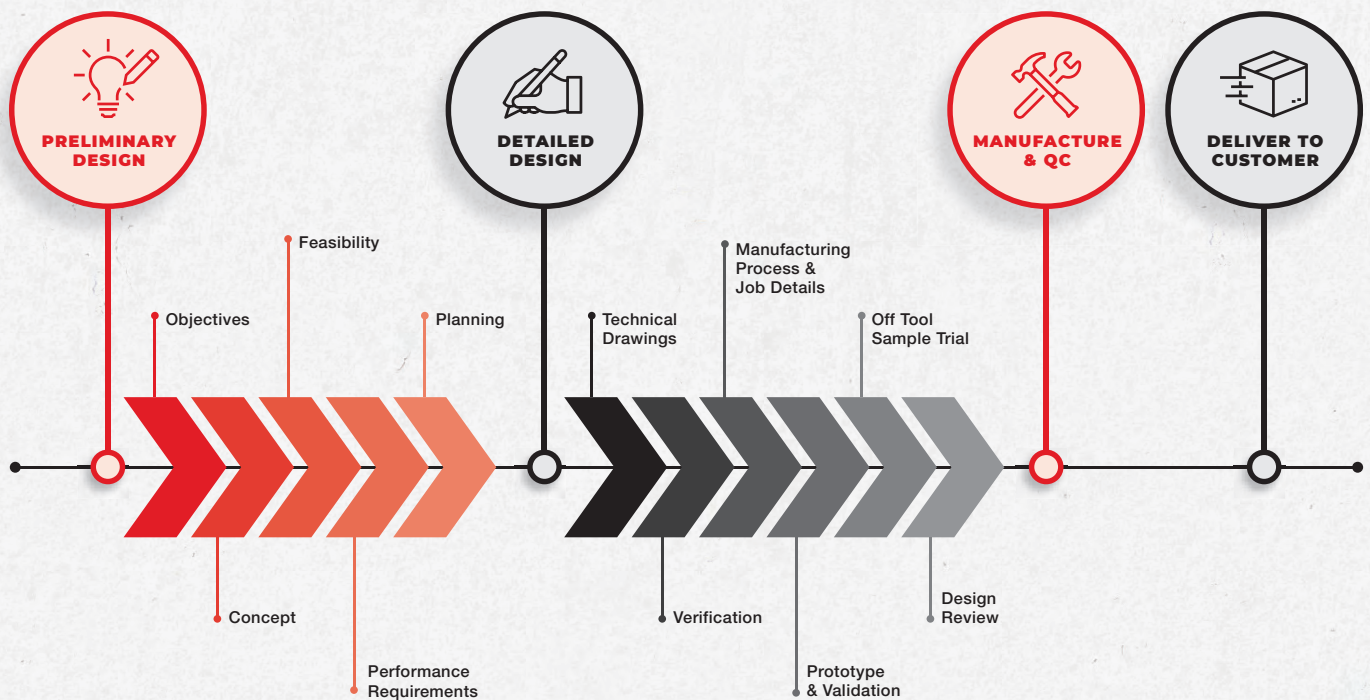 PRELIMINARY
DESIGN
DETAILED
DESIGN
MANUFACTURE
& QC
DELIVER TO
CUSTOMER
Objectives
Concept
Feasibility
Performance
Requirements
Planning
Technical
Drawings
Verification
Manufacturing
Process &
Job Details
Prototype
& Validation
Off Tool
Sample Trial
Design
Review